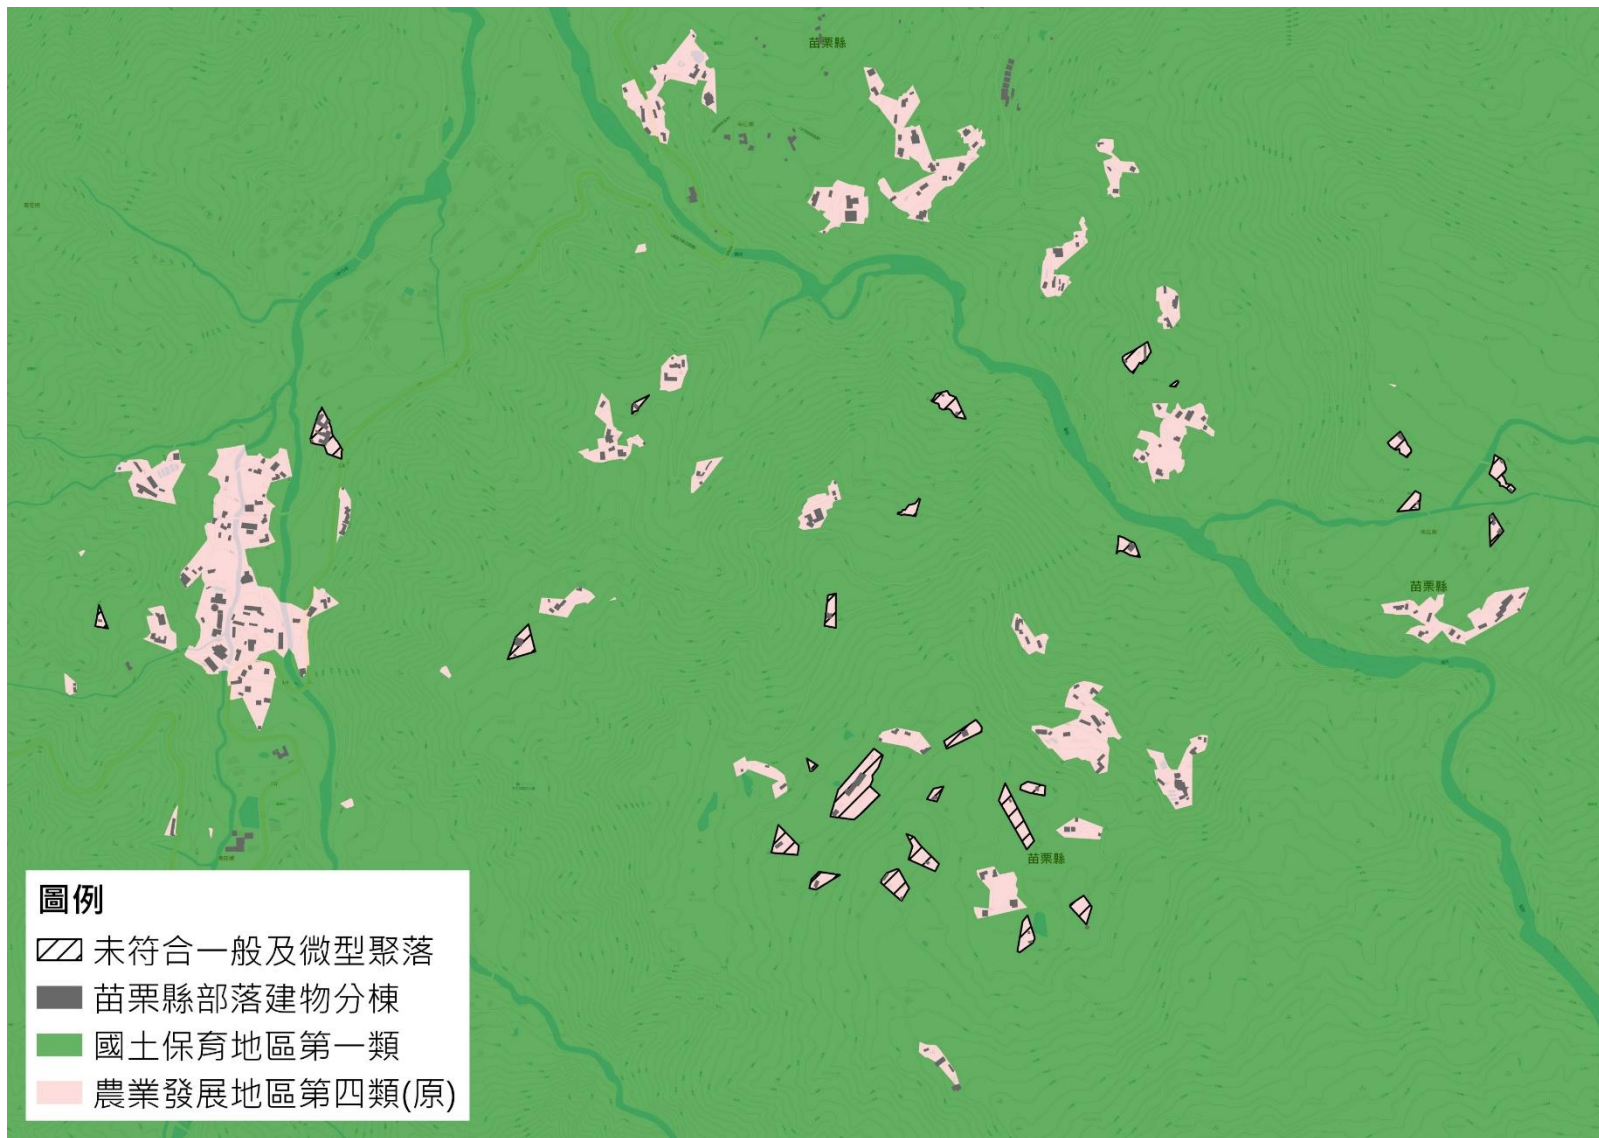 苗栗縣
苗栗縣
苗栗縣
圖例
未符合一般及微型聚落
苗栗縣部落建物分棟
國土保育地區第一類
農業發展地區第四類(原)